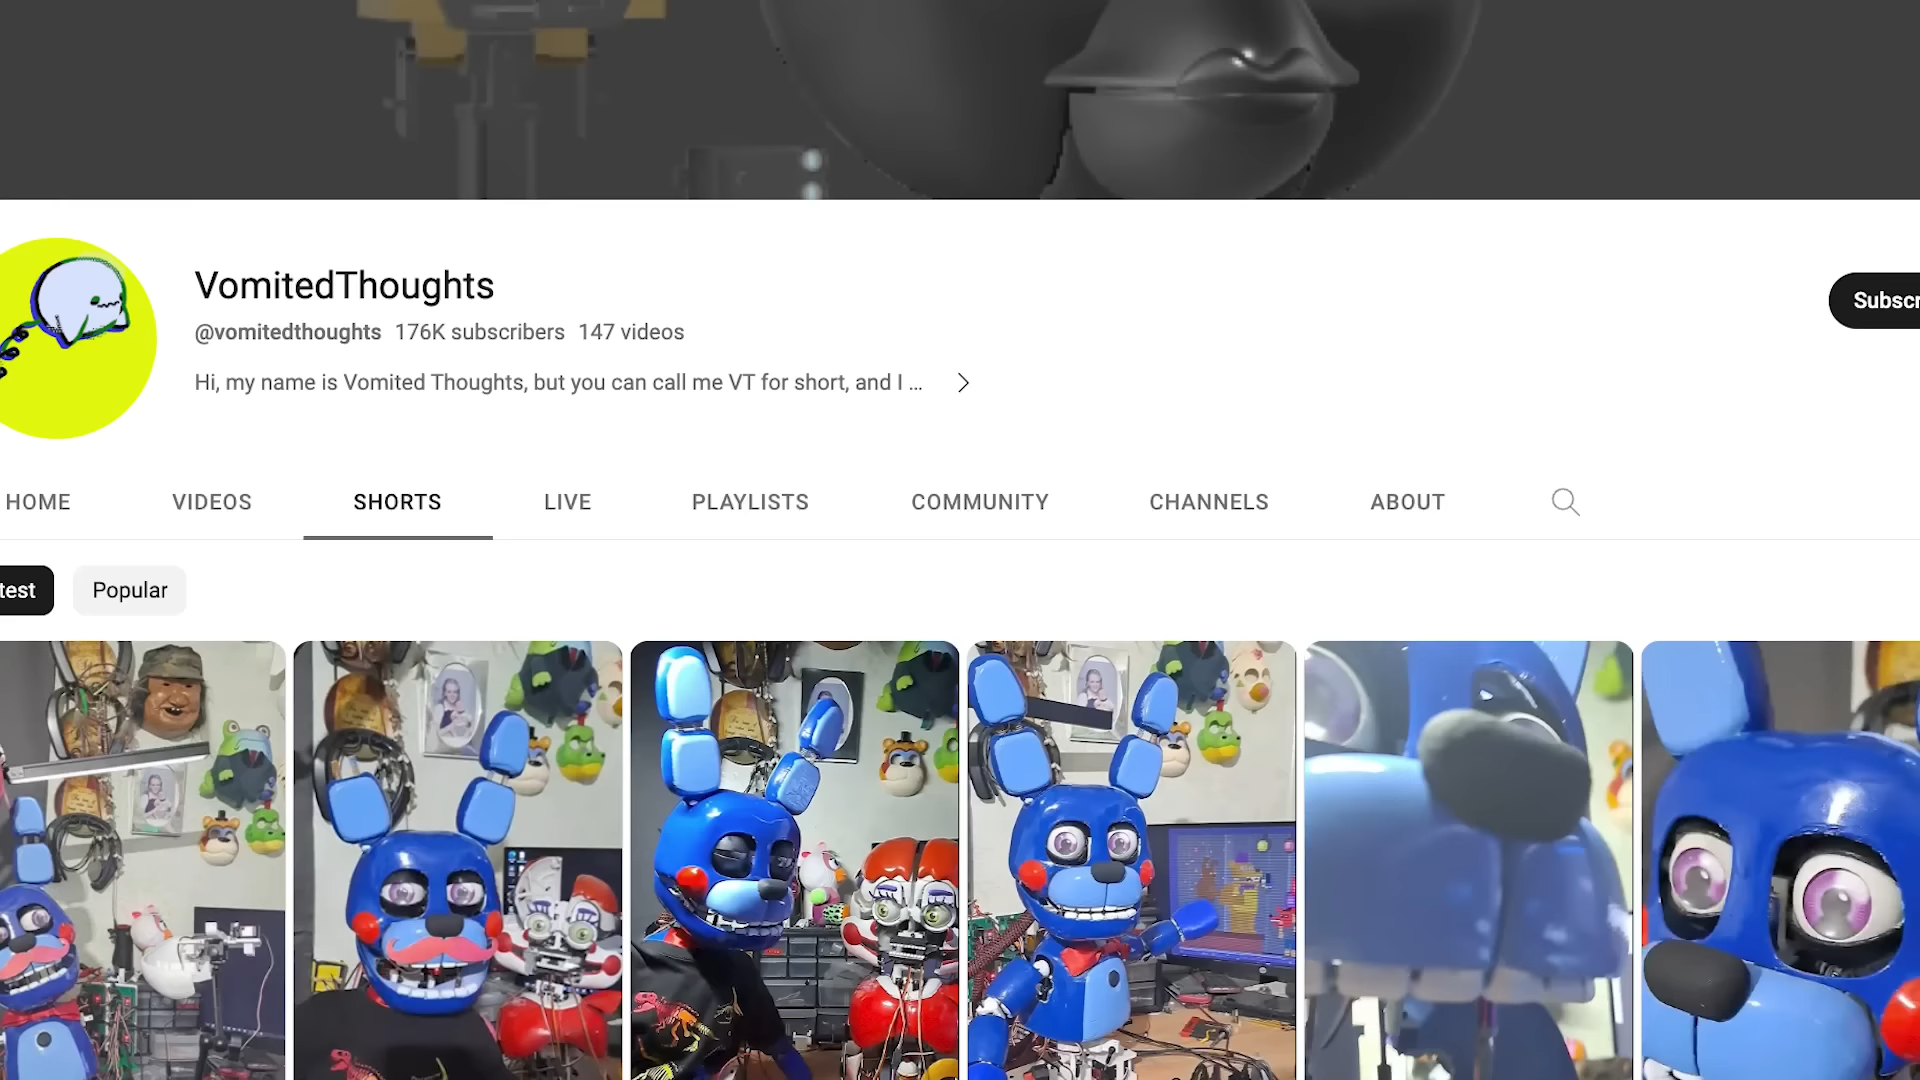 VomitedThoughts
@vomitedthoughts 176K subscribers 147 videos
Subscr
Hi, my name is Vomited Thoughts, but you can call me VT for short, and I ...
HOME VIDEOS SHORTS LIVE PLAYLISTS COMMUNITY CHANNELS ABOUT
test Popular